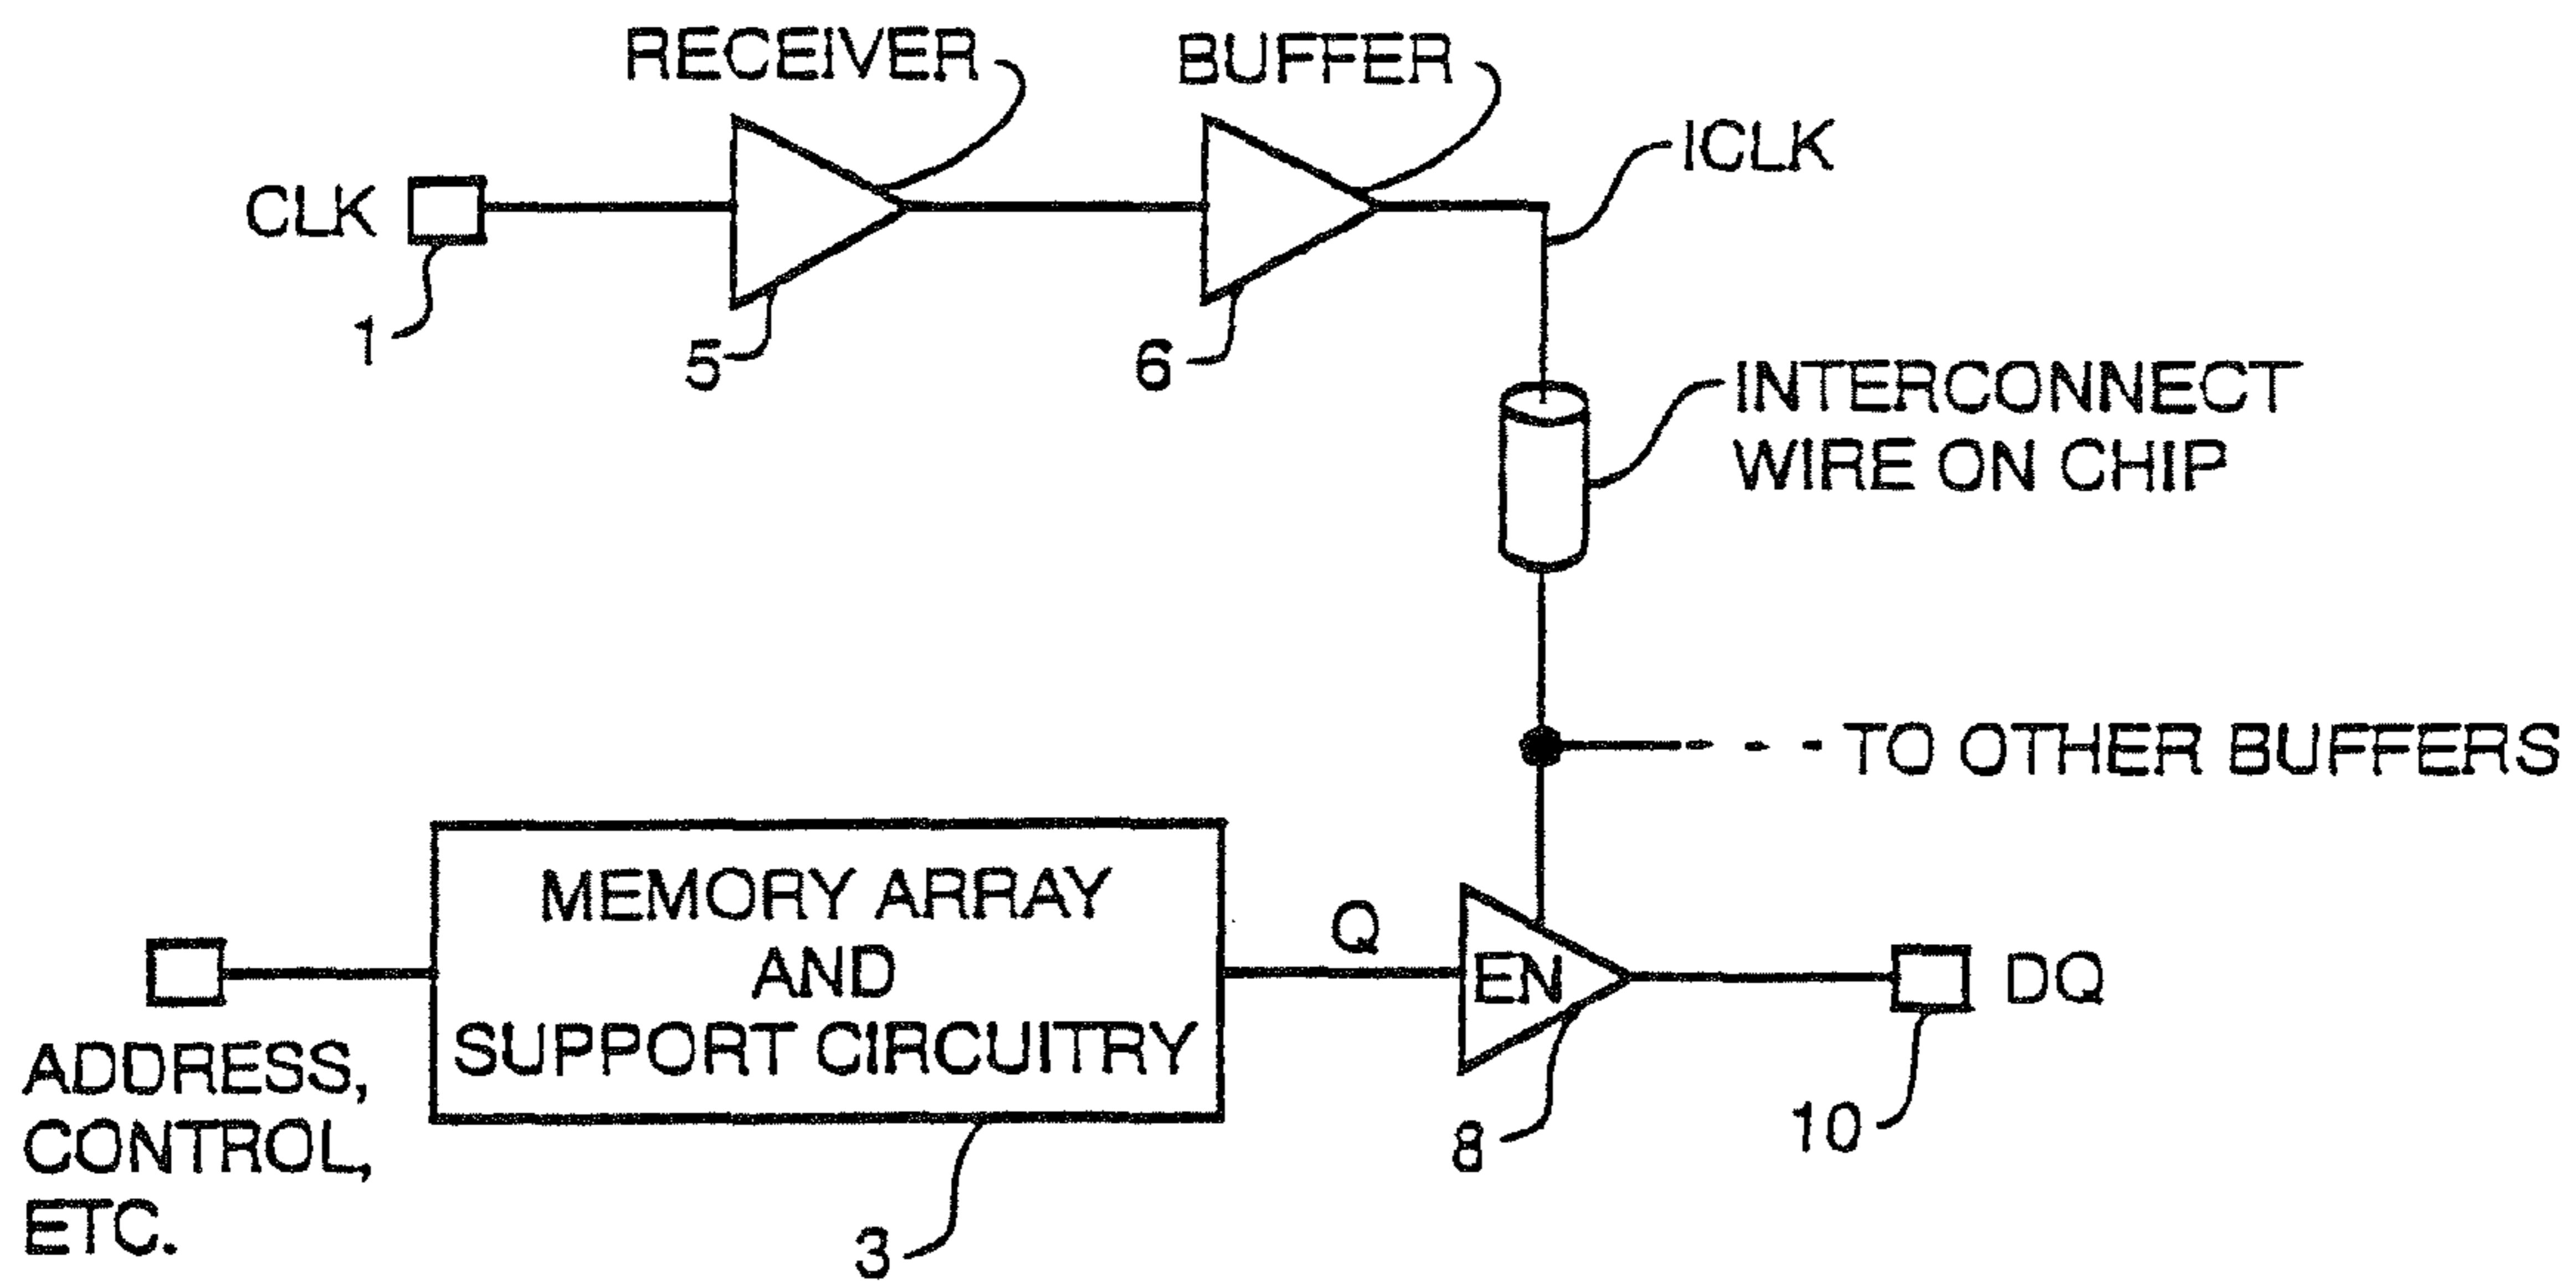 RECEIVER
BUFFER
ICLK
CLK
1
5
6
INTERCONNECT
WIRE ON CHIP
TO OTHER BUFFERS
MEMORY ARRAY
AND
SUPPORT CIRCUITRY
Q
EN
DQ
ADDRESS,
CONTROL,
ETC.
8
10
3